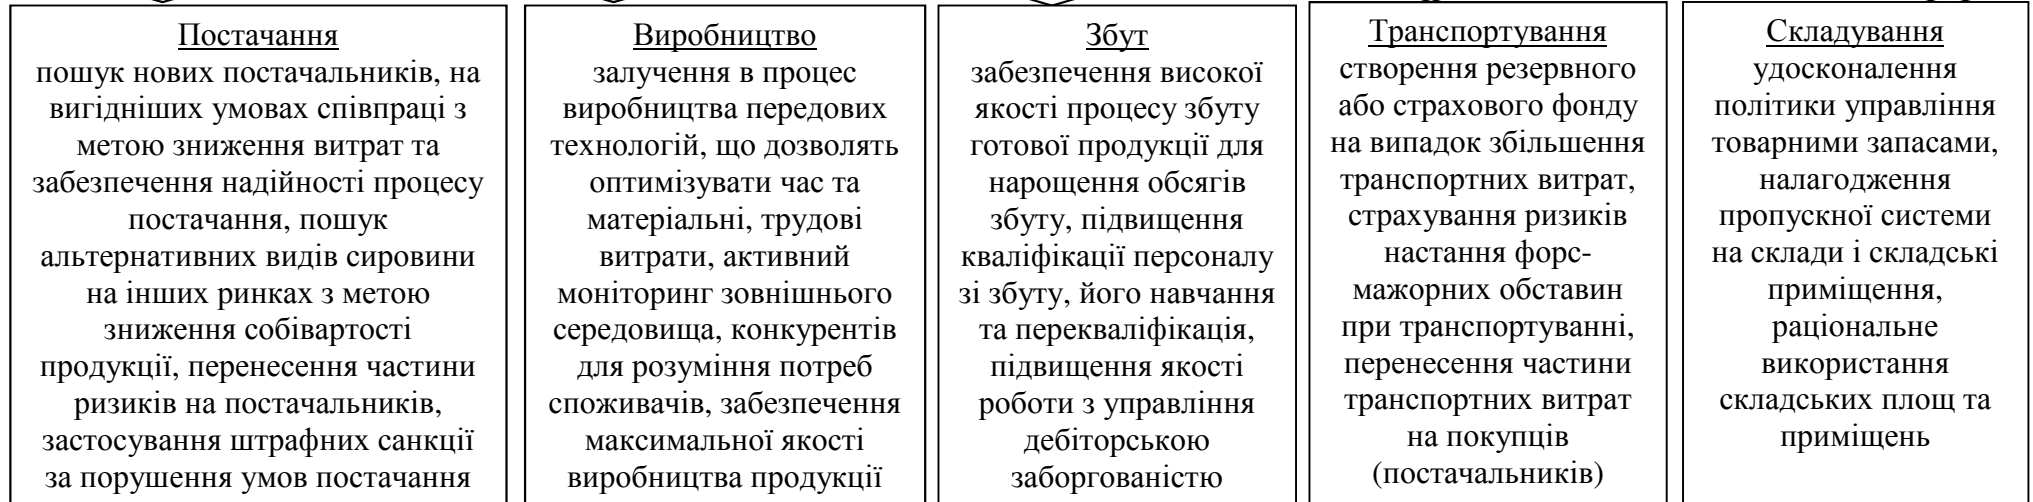 Постачання
пошук нових постачальників, на
вигідніших умовах співпраці з
метою зниження витрат та
забезпечення надійності процесу
постачання, пошук
альтернативних видів сировини
на інших ринках з метою
зниження собівартості
продукції, перенесення частини
ризиків на постачальників,
застосування штрафних санкції
за порушення умов постачання
Виробництво
залучення в процес
виробництва передових
технологій, що дозволять
оптимізувати час та
матеріальні, трудові
витрати, активний
моніторинг зовнішнього
середовища, конкурентів
для розуміння потреб
споживачів, забезпечення
максимальної якості
виробництва продукції
Збут
забезпечення високої
якості процесу збуту
готової продукції для
нарощення обсягів
збуту, підвищення
кваліфікації персоналу
зі збуту, його навчання
та перекваліфікація,
підвищення якості
роботи з управління
дебіторською
заборгованістю
Транспортування
створення резервного
або страхового фонду
на випадок збільшення
транспортних витрат,
страхування ризиків
настання форс-
мажорних обставин
при транспортуванні,
перенесення частини
транспортних витрат
на покупців
(постачальників)
Складування
удосконалення
політики управління
товарними запасами,
налагодження
пропускної системи
на склади і складські
приміщення,
раціональне
використання
складських площ та
приміщень